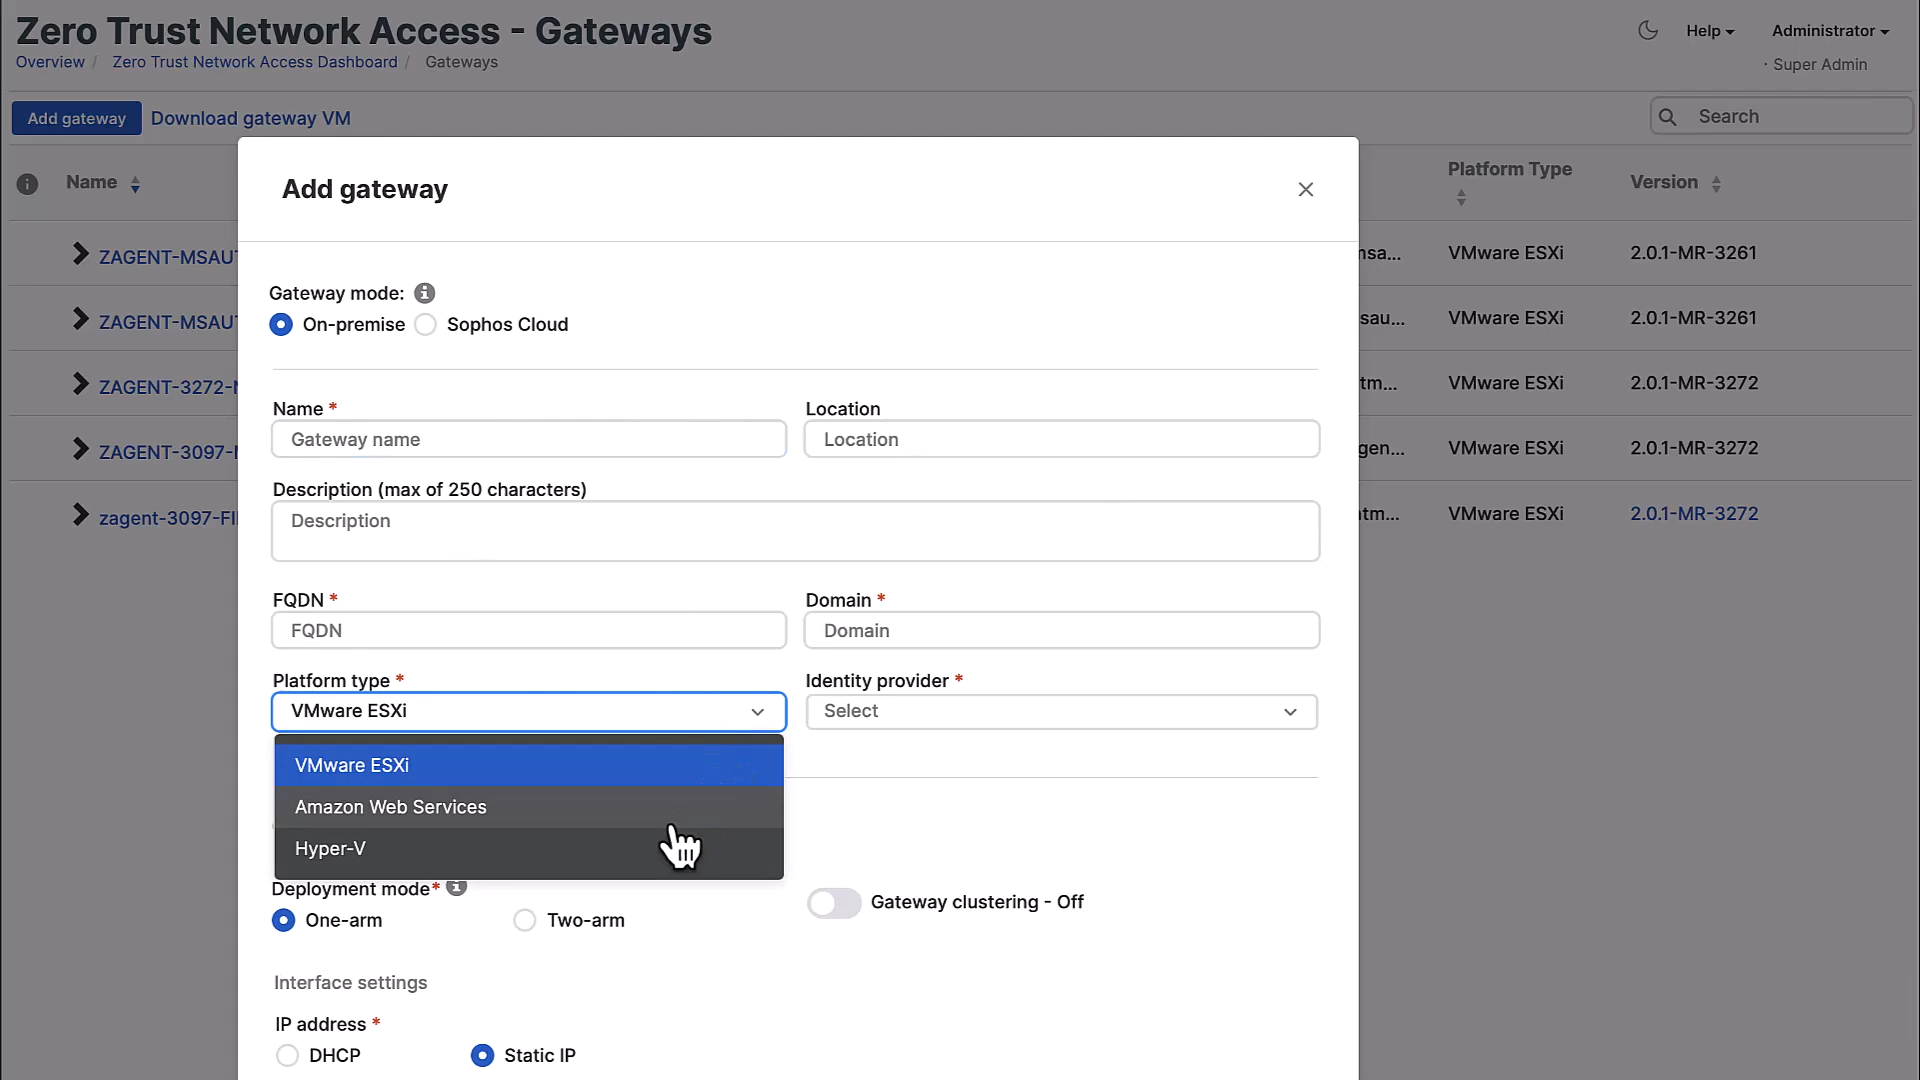 Zero Trust Network Access - Gateways
Help
Administrator
Overview / Zero Trust Network Access Dashboard / Gateways
· Super Admin
Add gateway
Download gateway VM
Search
Add gateway
Name
Platform Type
Version
ZAGENT-MSAU
nsa...
VMware ESXi
2.0.1-MR-3261
ZAGENT-MSAU
sau...
VMware ESXi
2.0.1-MR-3261
ZAGENT-3272-
tm...
VMware ESXi
2.0.1-MR-3272
ZAGENT-3097-
gen...
VMware ESXi
2.0.1-MR-3272
zagent-3097-FI
tm...
VMware ESXi
2.0.1-MR-3272
Gateway mode:
On-premise
Sophos Cloud
Name *
Location
Gateway name
Location
Description (max of 250 characters)
Description
FQDN *
Domain *
FQDN
Domain
Platform type *
Identity provider *
VMware ESXi
Select
VMware ESXi
Amazon Web Services
Hyper-V
Deployment mode*
One-arm
Two-arm
Gateway clustering - Off
Interface settings
IP address *
DHCP
Static IP